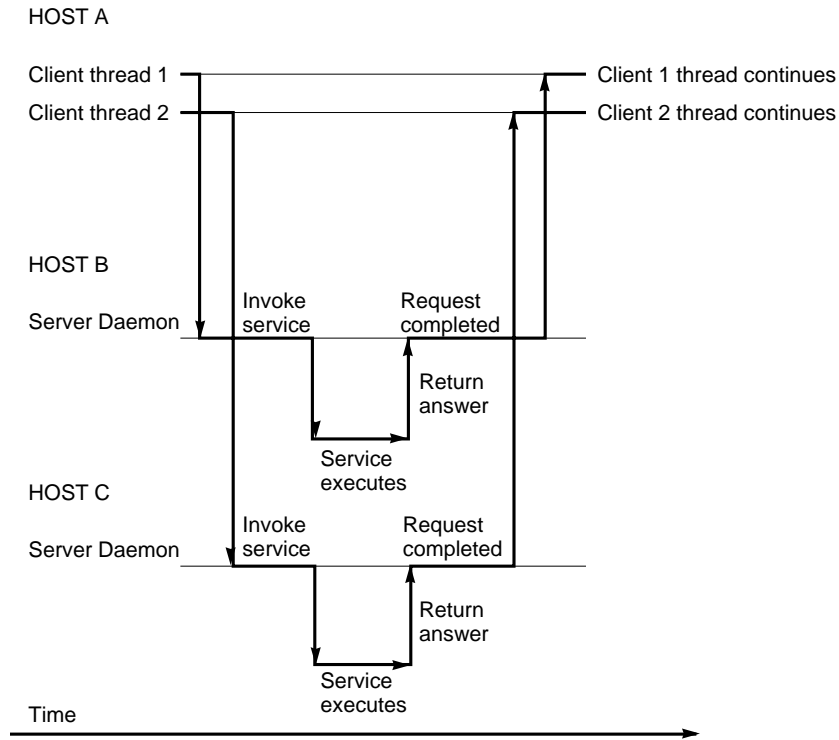 HOST A
Client thread 1
Client 1 thread continues
Client thread 2
Client 2 thread continues
HOST B
Server Daemon
Invoke
service
Request
completed
Return
answer
Service
executes
HOST C
Server Daemon
Invoke
service
Request
completed
Return
answer
Service
executes
Time